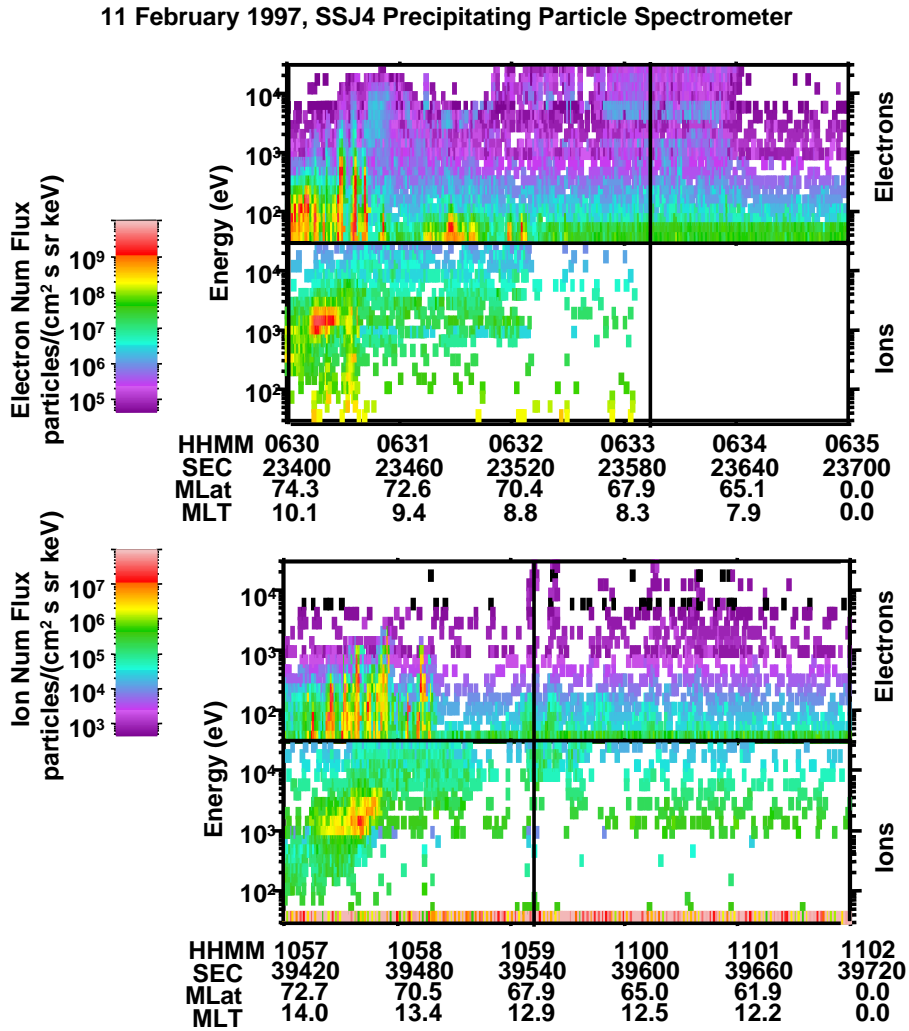 11 February 1997, SSJ4 Precipitating Particle Spectrometer
Electron Num Flux
particles/(cm² s sr keV)
10⁹
10⁸
10⁷
10⁶
10⁵
Energy (eV)
10⁴
10³
10²
10⁴
10³
10²
Electrons
Ions
HHMM 0630 0631 0632 0633 0634 0635
SEC 23400 23460 23520 23580 23640 23700
MLat 74.3 72.6 70.4 67.9 65.1 0.0
MLT 10.1 9.4 8.8 8.3 7.9 0.0
Ion Num Flux
particles/(cm² s sr keV)
10⁷
10⁶
10⁵
10⁴
10³
Energy (eV)
10⁴
10³
10²
10⁴
10³
10²
Electrons
Ions
HHMM 1057 1058 1059 1100 1101 1102
SEC 39420 39480 39540 39600 39660 39720
MLat 72.7 70.5 67.9 65.0 61.9 0.0
MLT 14.0 13.4 12.9 12.5 12.2 0.0